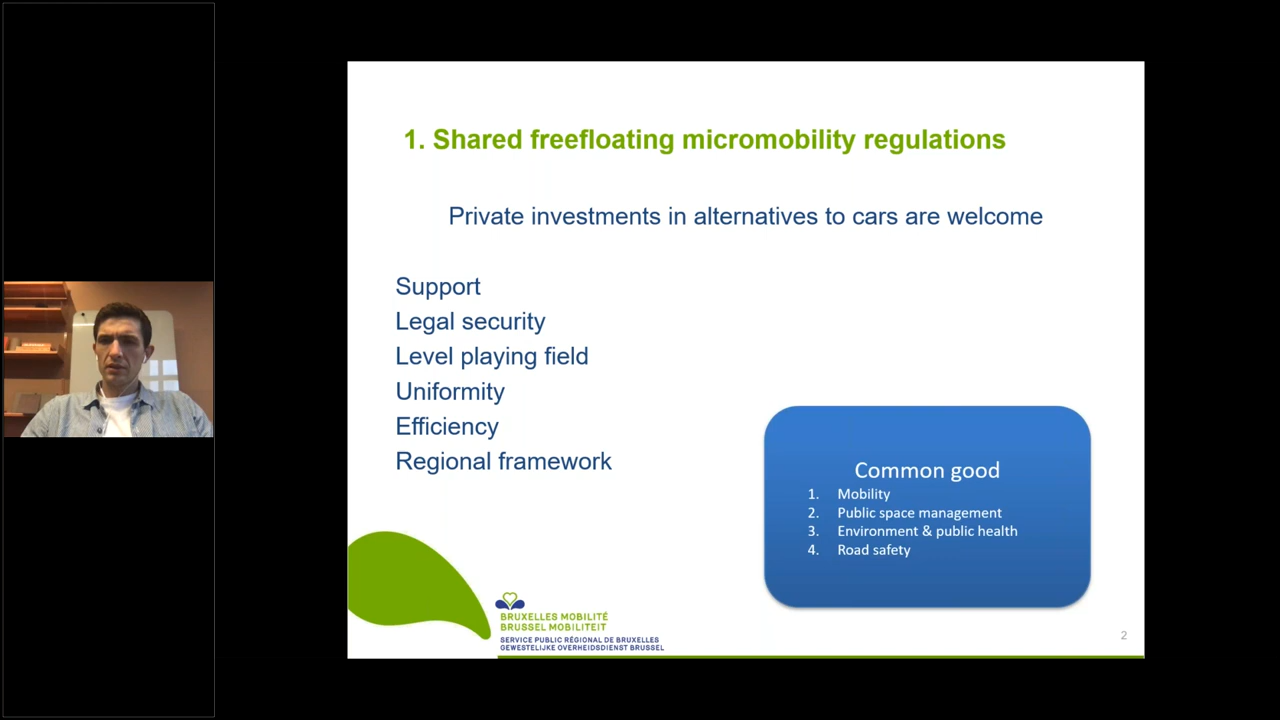 1. Shared freefloating micromobility regulations
Private investments in alternatives to cars are welcome
Support
Legal security
Level playing field
Uniformity
Efficiency
Regional framework
Common good
1. Mobility
2. Public space management
3. Environment & public health
4. Road safety
BRUXELLES MOBILITÉ
BRUSSEL MOBILITEIT
SERVICE PUBLIC RÉGIONAL DE BRUXELLES
GEWESTELIJKE OVERHEIDSDIENST BRUSSEL
2